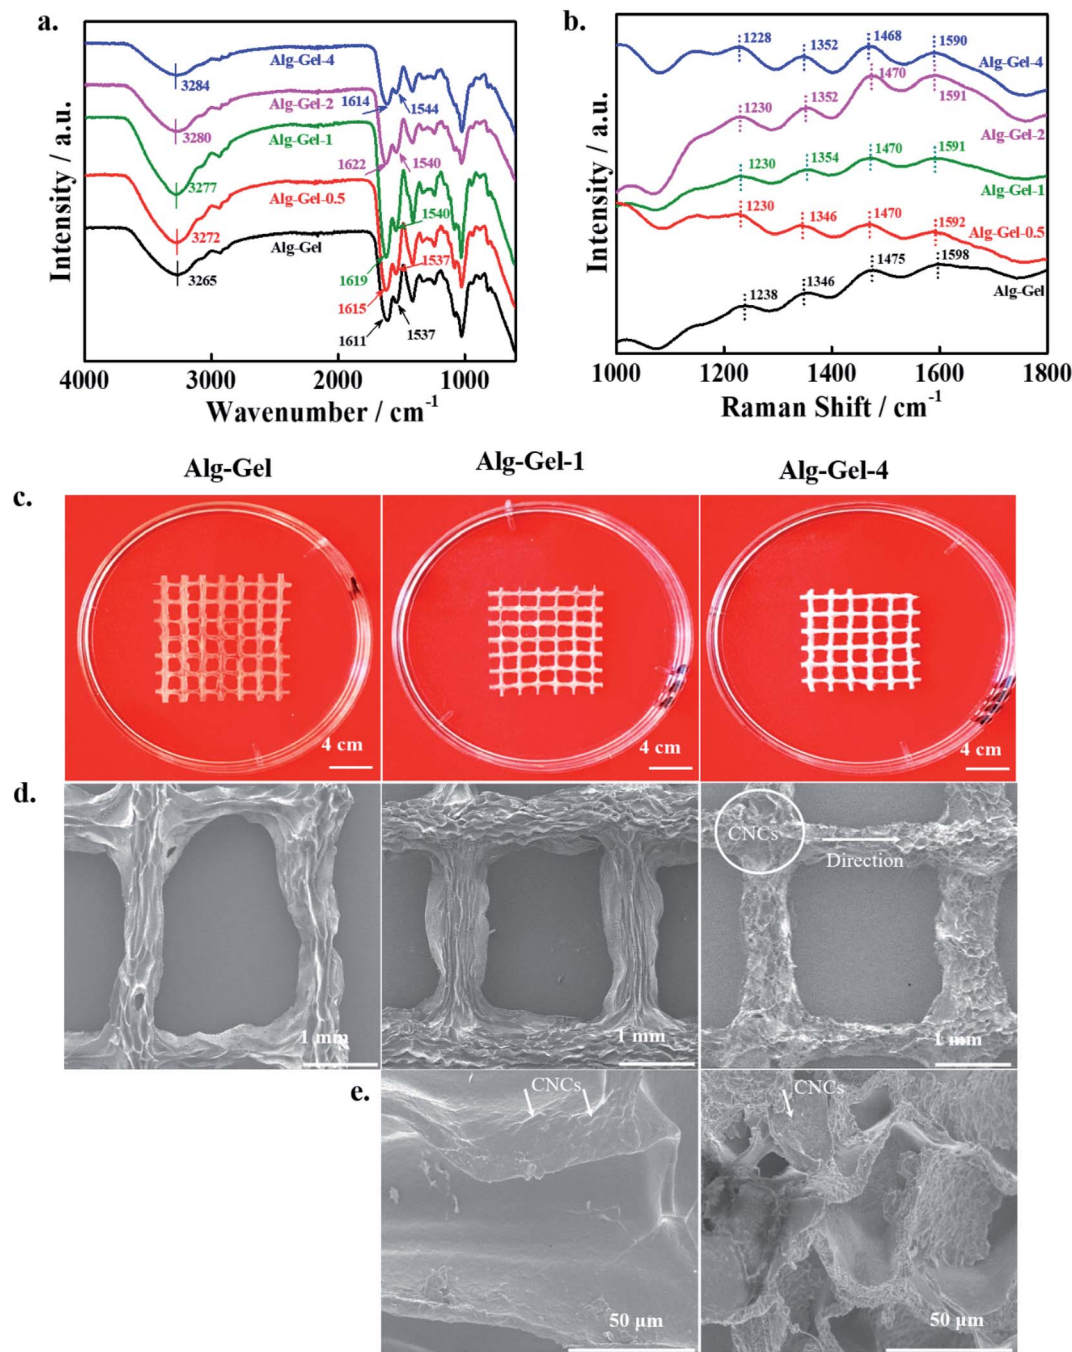 a.
Intensity / a.u.
Alg-Gel-4
3284
1614
1544
Alg-Gel-2
3280
1622
1540
Alg-Gel-1
3277
1619
1540
Alg-Gel-0.5
3272
1615
1537
Alg-Gel
3265
1611
1537
4000 3000 2000 1000
Wavenumber / cm-1
b.
Intensity / a.u.
1228 1352 1468 1590
Alg-Gel-4
1230 1352 1470 1591
Alg-Gel-2
1230 1354 1470 1591
Alg-Gel-1
1230 1346 1470 1592
Alg-Gel-0.5
1238 1346 1475 1598
Alg-Gel
1000 1200 1400 1600 1800
Raman Shift / cm-1
Alg-Gel Alg-Gel-1 Alg-Gel-4
c.
4 cm 4 cm 4 cm
d.
CNCs
Direction
1 mm 1 mm 1 mm
e.
CNCs CNCs
50 µm 50 µm